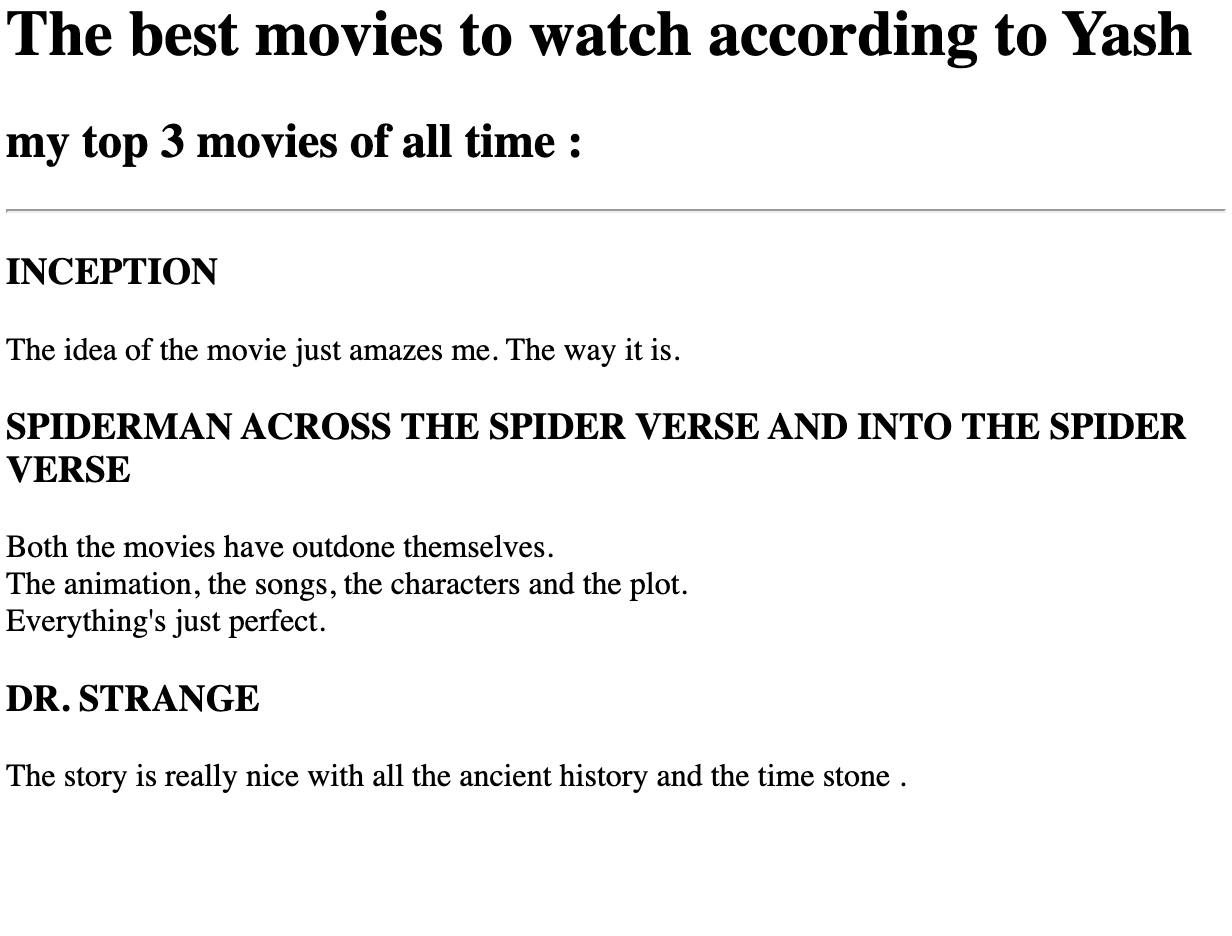 The best movies to watch according to Yash
my top 3 movies of all time :
INCEPTION
The idea of the movie just amazes me. The way it is.
SPIDERMAN ACROSS THE SPIDER VERSE AND INTO THE SPIDER
VERSE
Both the movies have outdone themselves.
The animation, the songs, the characters and the plot.
Everything's just perfect.
DR. STRANGE
The story is really nice with all the ancient history and the time stone .